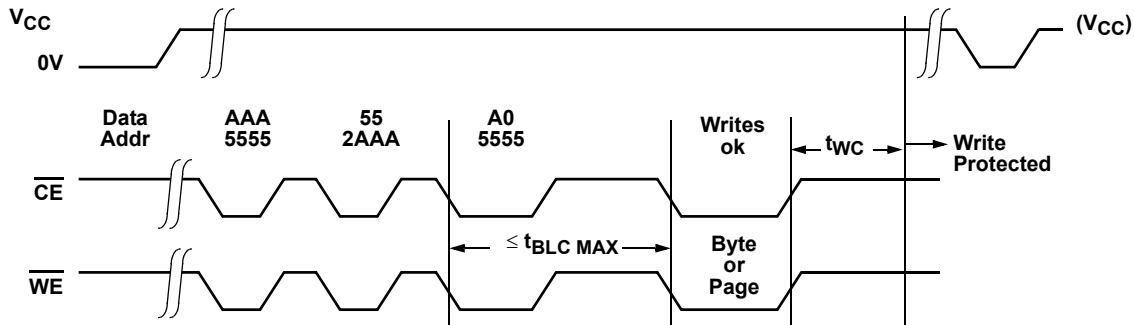 VCC
(VCC)
0V
Data AAA 55 A0 Writes
Addr 5555 2AAA 5555 ok
tWC
Write
Protected
CE
≤ tBLC MAX
Byte
or
Page
WE